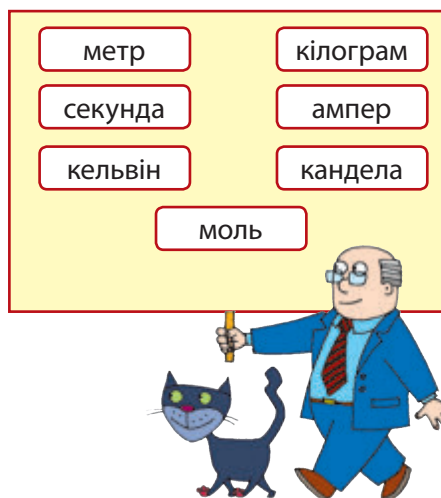 метр кілограм
секунда ампер
кельвін кандела
моль